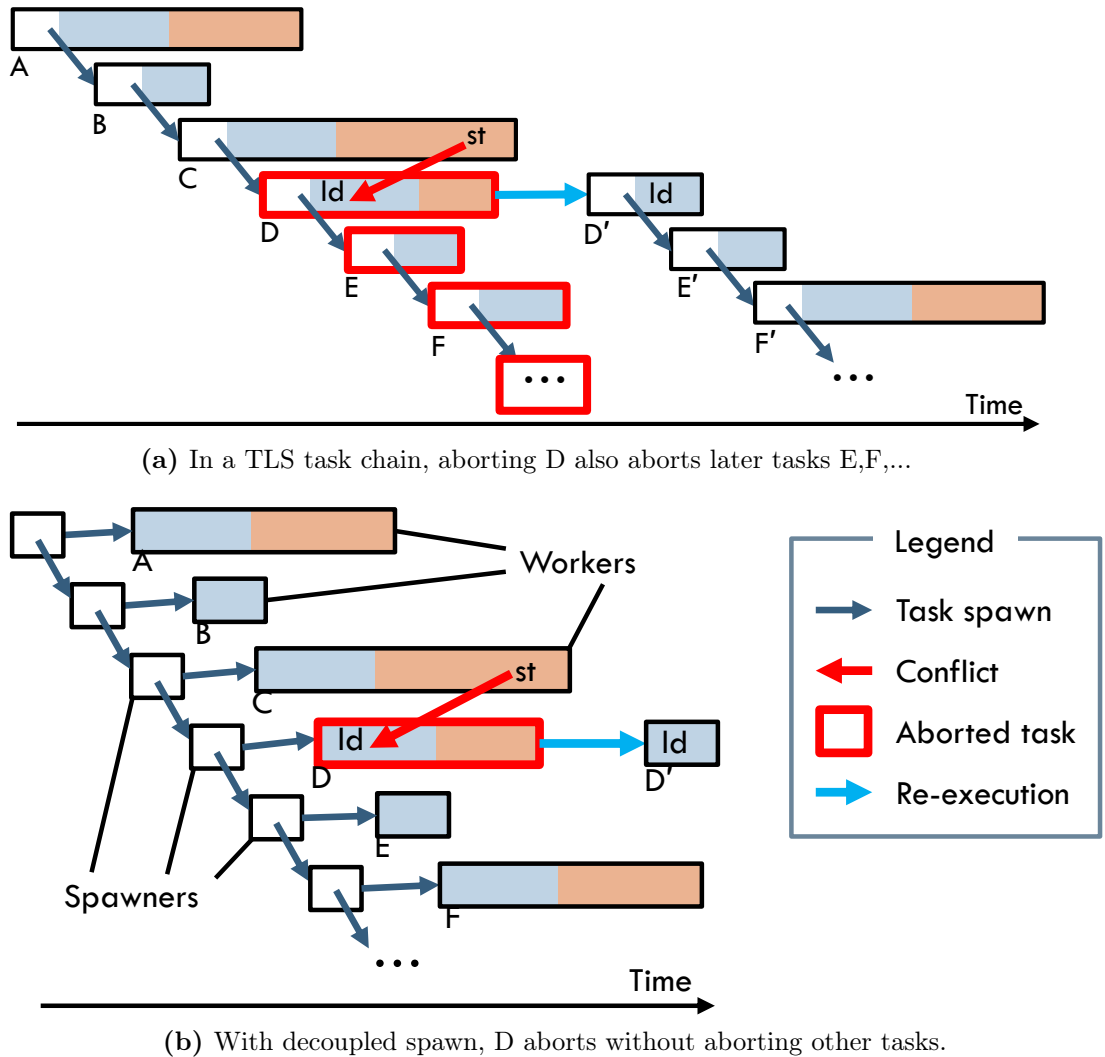 A
B
C
st
ld
D
D'
ld
E
E'
F
F'
...
...
Time
(a) In a TLS task chain, aborting D also aborts later tasks E,F,...
A
Workers
B
C
st
ld
D
ld
D'
E
Spawners
F
...
Time
Legend
Task spawn
Conflict
Aborted task
Re-execution
(b) With decoupled spawn, D aborts without aborting other tasks.